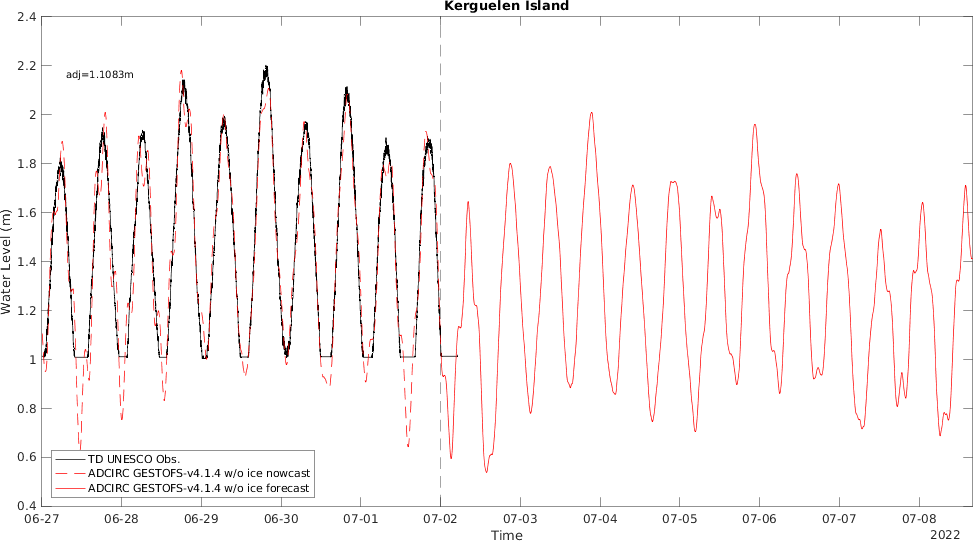 Kerguelen Island
2.4
2.2
2
1.8
1.6
1.4
1.2
1
0.8
0.6
0.4
Water Level (m)
adj=1.1083m
TD UNESCO Obs.
ADCIRC GESTOFS-v4.1.4 w/o ice nowcast
ADCIRC GESTOFS-v4.1.4 w/o ice forecast
06-27 06-28 06-29 06-30 07-01 07-02 07-03 07-04 07-05 07-06 07-07 07-08
Time
2022